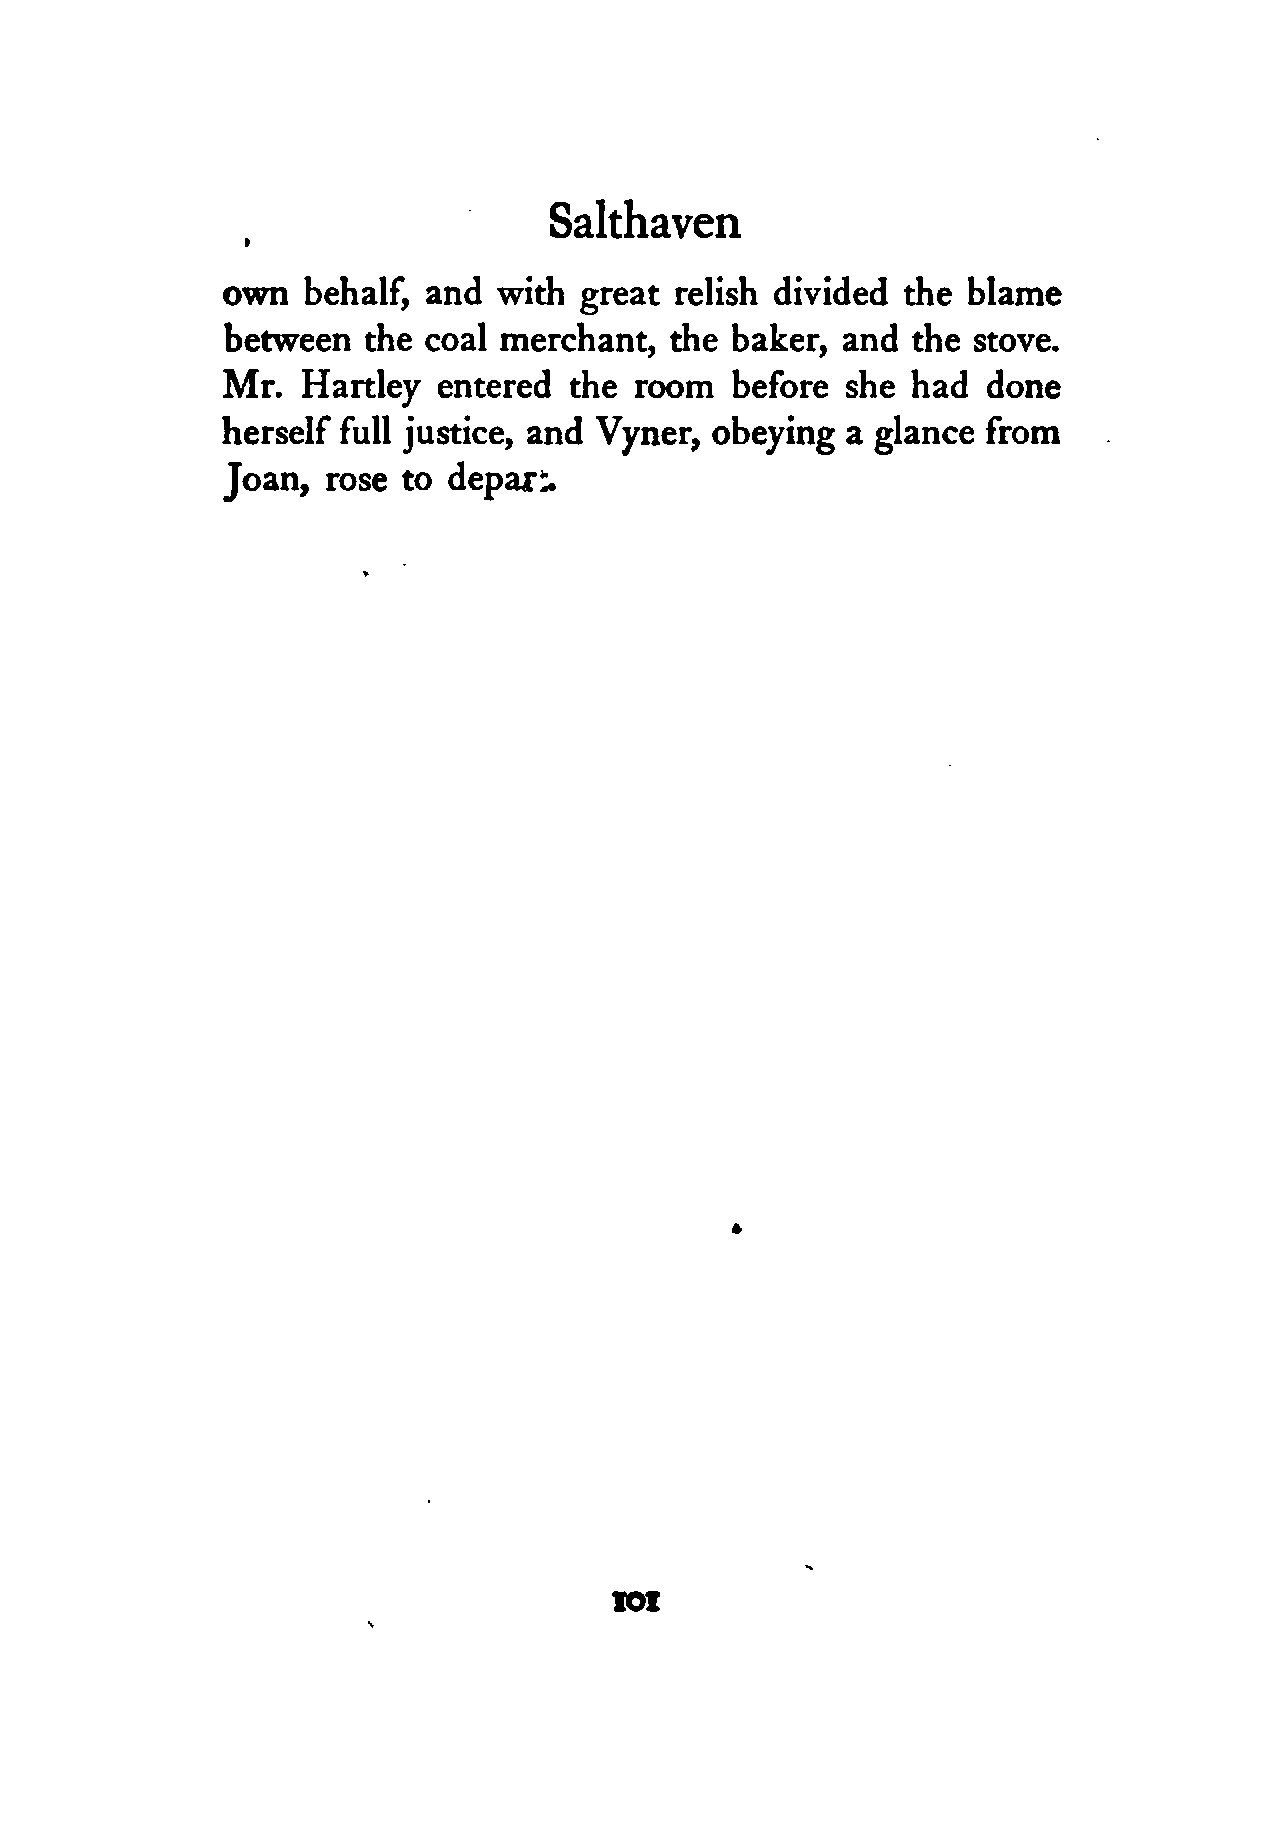 Salthaven
own behalf, and with great relish divided the blame
between the coal merchant, the baker, and the stove.
Mr. Hartley entered the room before she had done
herself full justice, and Vyner, obeying a glance from
Joan, rose to depart.
101